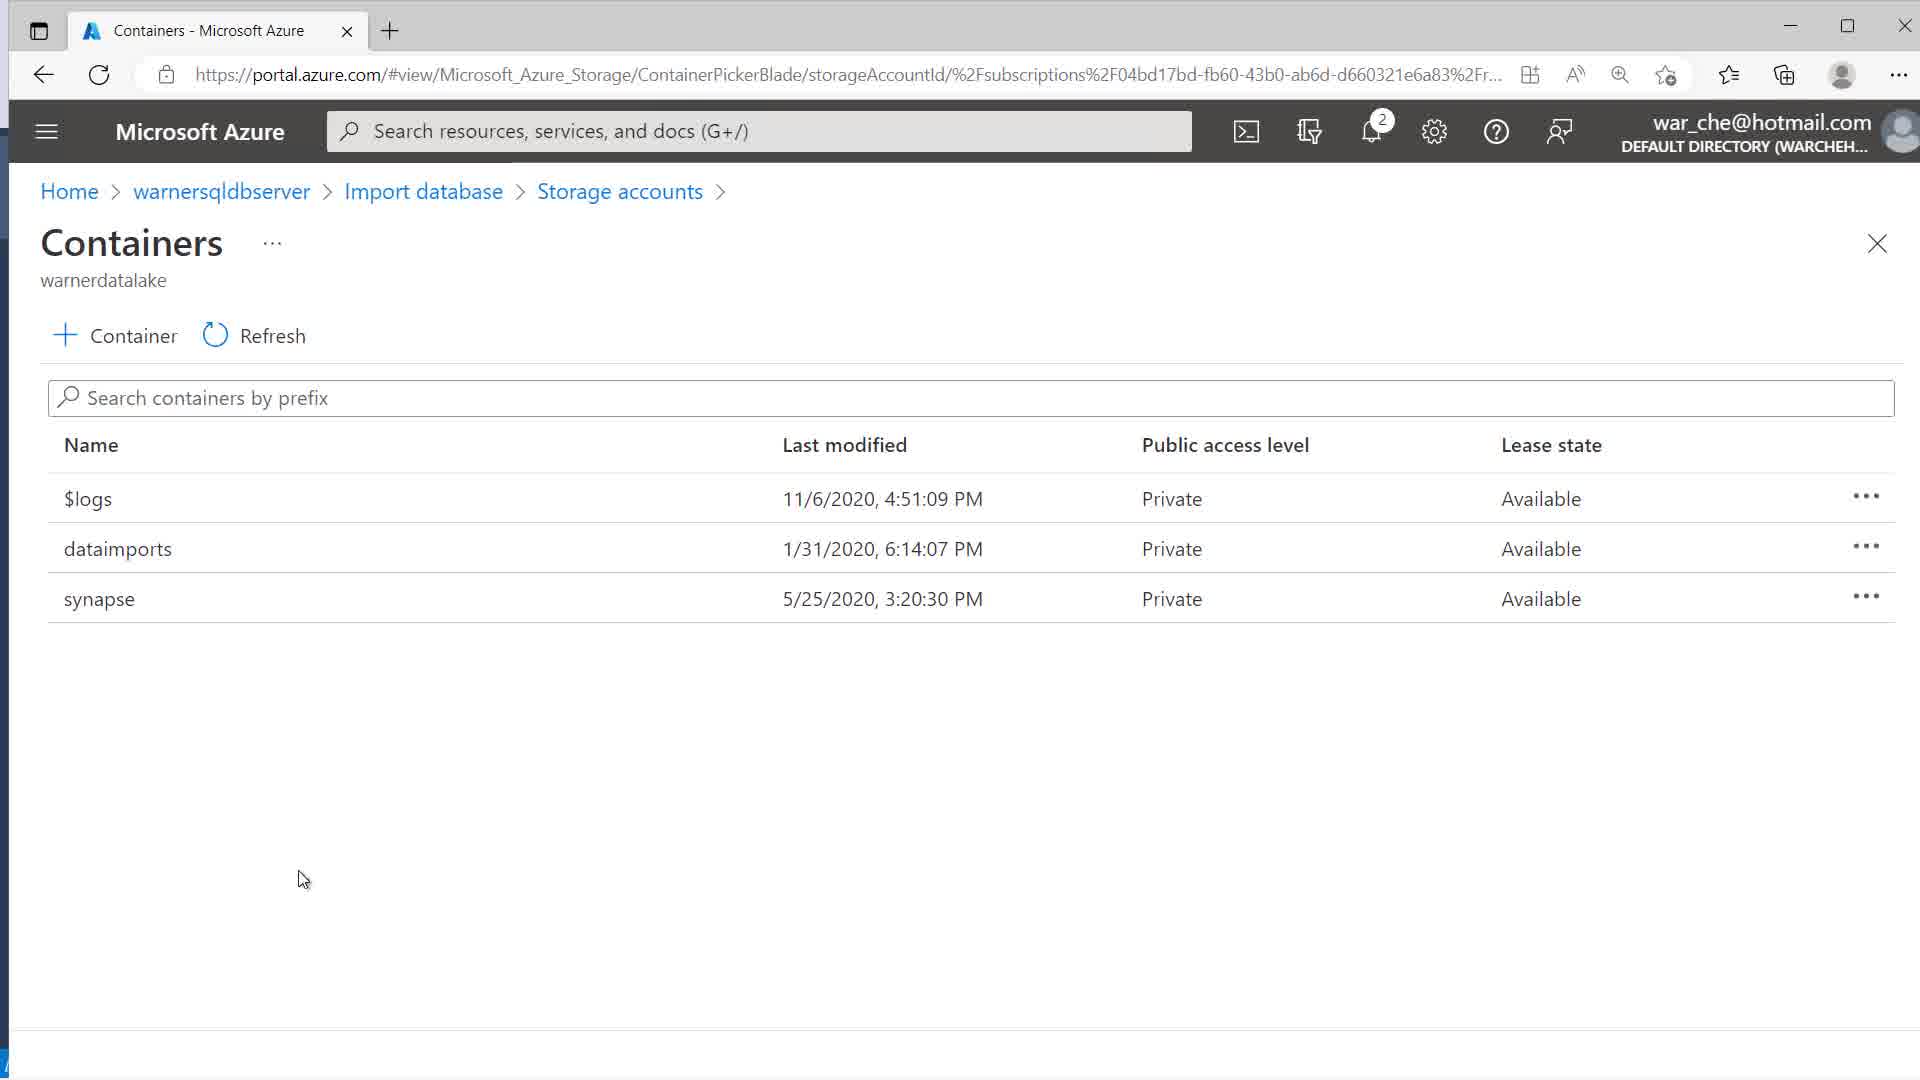 Containers - Microsoft Azure
https://portal.azure.com/#view/Microsoft_Azure_Storage/ContainerPickerBlade/storageAccountId/%2Fsubscriptions%2F04bd17bd-fb60-43b0-ab6d-d660321e6a83%2Fr...
Microsoft Azure
Search resources, services, and docs (G+/)
2
war_che@hotmail.com
DEFAULT DIRECTORY (WARCHEH...
Home > warnersqldbserver > Import database > Storage accounts >
Containers ...
warnerdatalake
+ Container Refresh
Search containers by prefix
Name Last modified Public access level Lease state
$logs 11/6/2020, 4:51:09 PM Private Available ...
dataimports 1/31/2020, 6:14:07 PM Private Available ...
synapse 5/25/2020, 3:20:30 PM Private Available ...